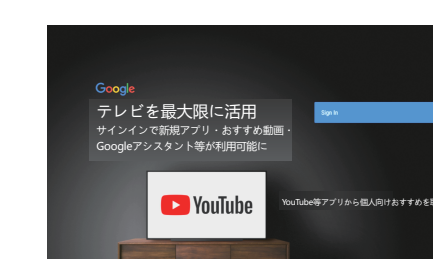 Google
テレビを最大限に活用
サインインで新規アプリ・おすすめ動画・
Googleアシスタント等が利用可能に
Sign In
YouTube
YouTube等アプリから個人向けおすすめを